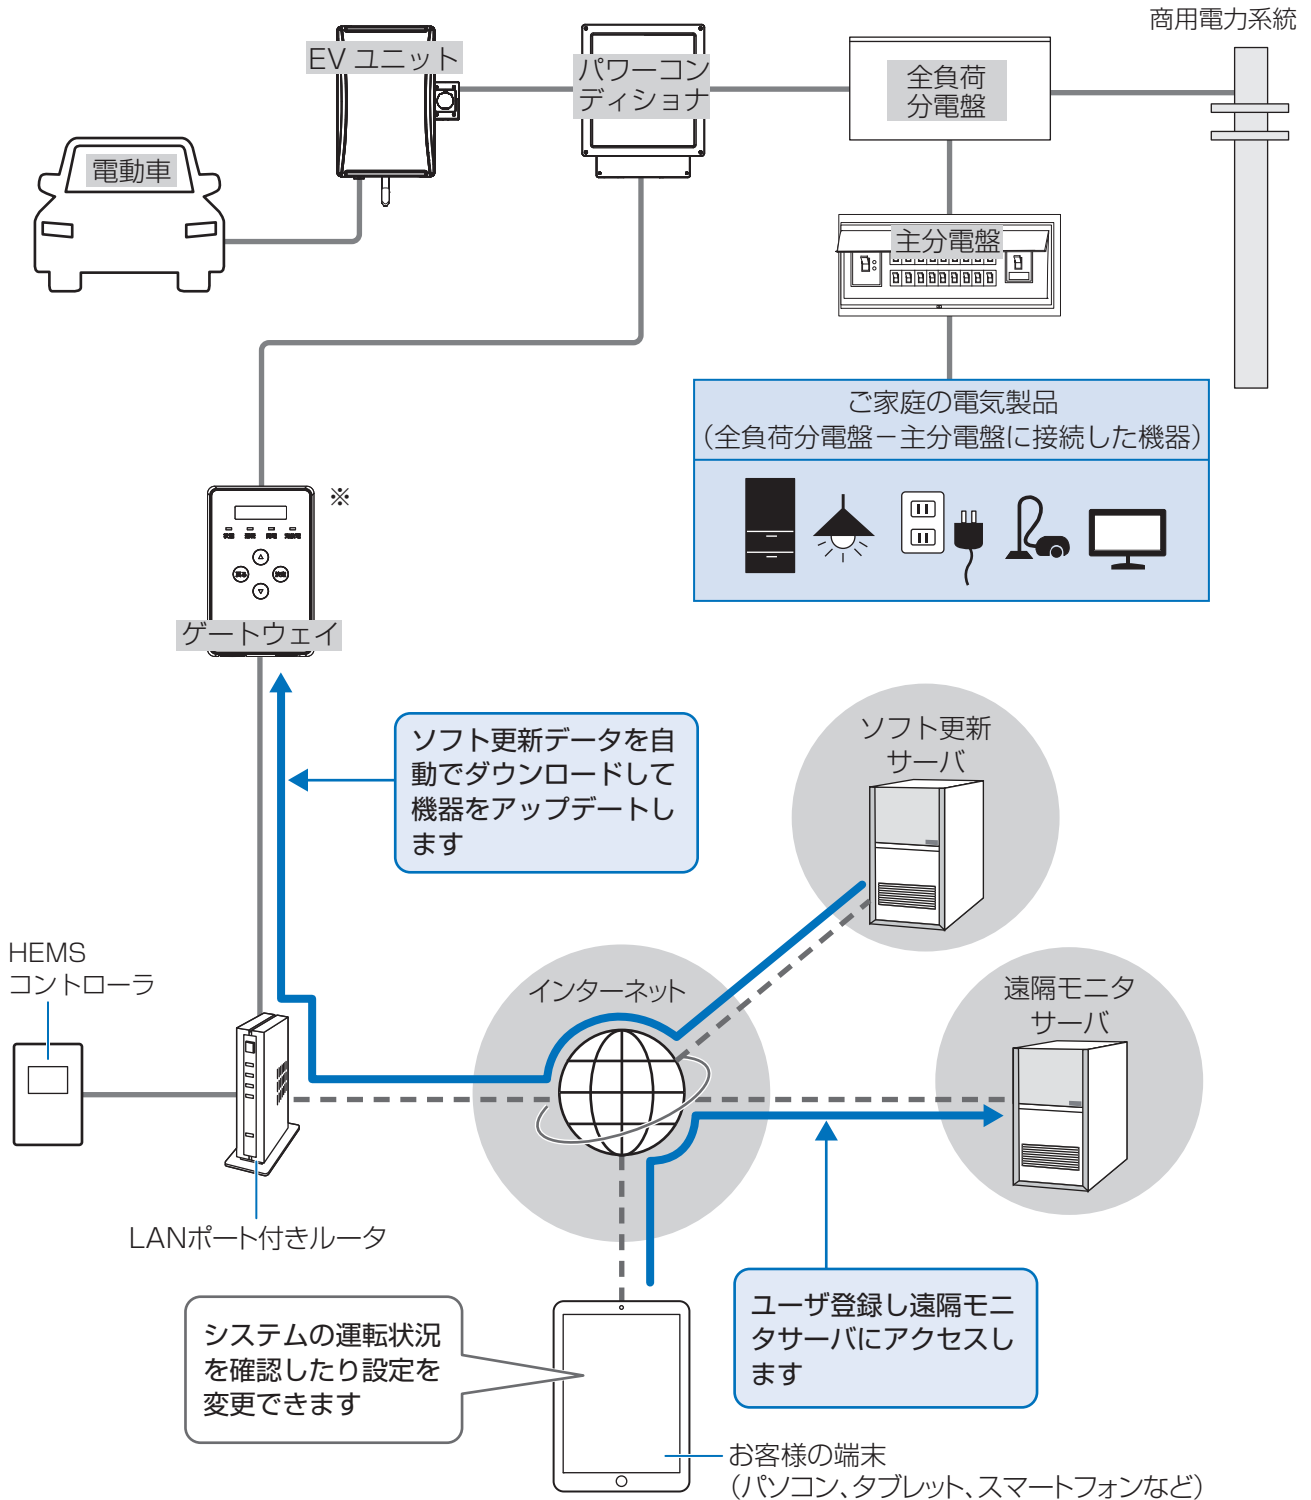 商用電力系統
EV ユニット
パワーコン
ディショナ
全負荷
分電盤
電動車
主分電盤
ご家庭の電気製品
（全負荷分電盤－主分電盤に接続した機器）
※
ゲートウェイ
ソフト更新データを自
動でダウンロードして
機器をアップデートし
ます
ソフト更新
サーバ
HEMS
コントローラ
インターネット
遠隔モニタ
サーバ
LANポート付きルータ
システムの運転状況
を確認したり設定を
変更できます
ユーザ登録し遠隔モニ
タサーバにアクセスし
ます
お客様の端末
（パソコン、タブレット、スマートフォンなど）